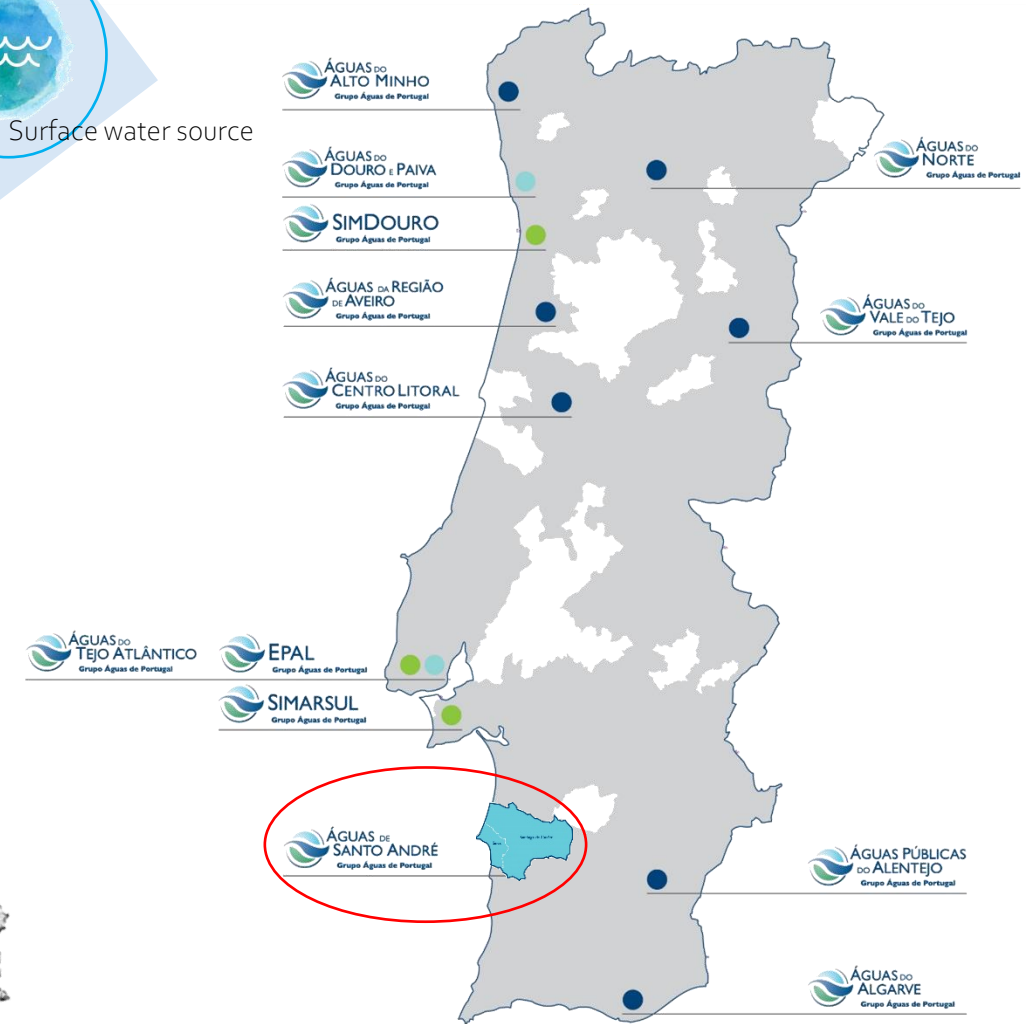 Surface water source
ÁGUAS DO
ALTO MINHO
Grupo Águas de Portugal
ÁGUAS DO
NORTE
Grupo Águas de Portugal
ÁGUAS DO
DOURO E PAIVA
Grupo Águas de Portugal
SIMDOURO
Grupo Águas de Portugal
ÁGUAS DA REGIÃO
DE AVEIRO
Grupo Águas de Portugal
ÁGUAS DO
VALE DO TEJO
Grupo Águas de Portugal
ÁGUAS DO
CENTRO LITORAL
Grupo Águas de Portugal
ÁGUAS DO
TEJO ATLÂNTICO
Grupo Águas de Portugal
EPAL
Grupo Águas de Portugal
SIMARSUL
Grupo Águas de Portugal
ÁGUAS DE
SANTO ANDRÉ
Grupo Águas de Portugal
ÁGUAS PÚBLICAS
DO ALENTEJO
Grupo Águas de Portugal
ÁGUAS DO
ALGARVE
Grupo Águas de Portugal